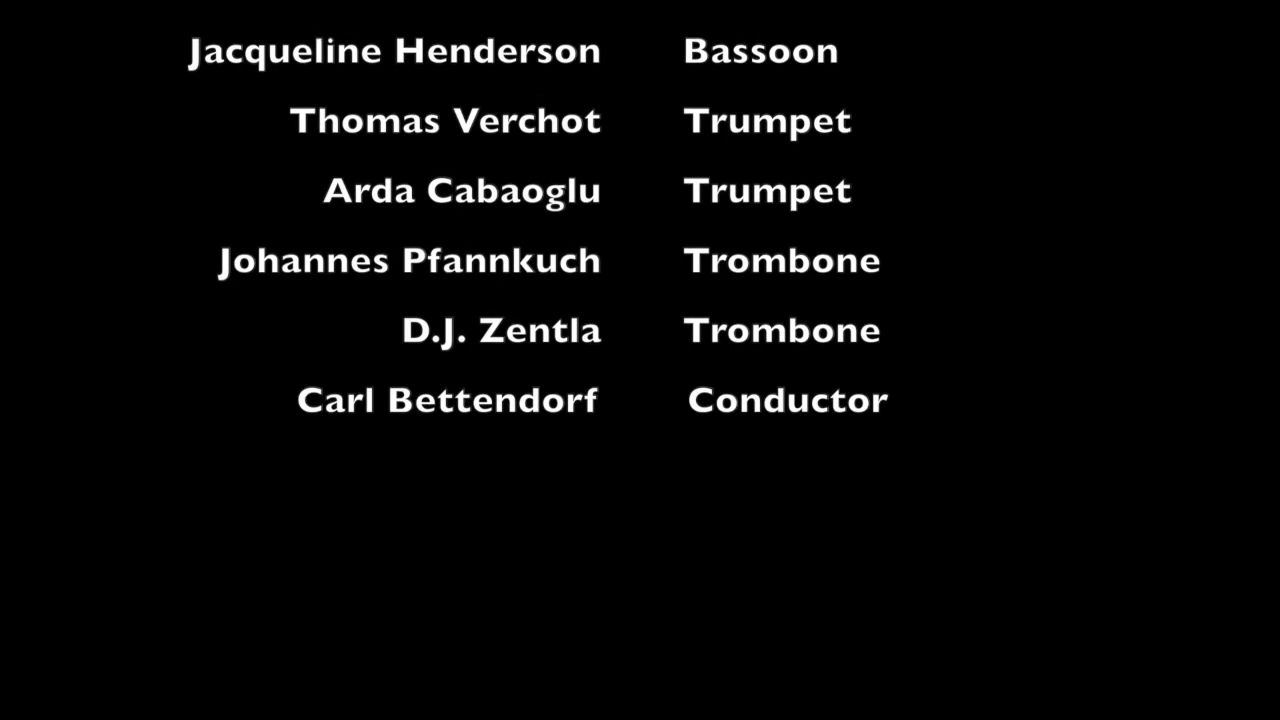 Jacqueline Henderson Bassoon
Thomas Verchot Trumpet
Arda Cabaoglu Trumpet
Johannes Pfannkuch Trombone
D.J. Zentla Trombone
Carl Bettendorf Conductor